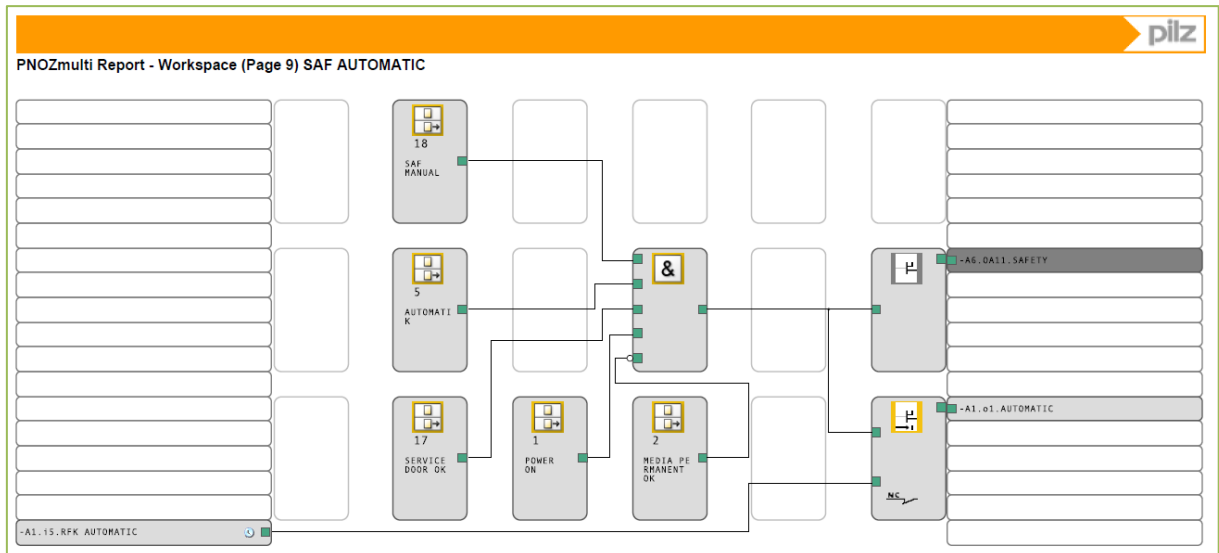 pilz
PNOZmulti Report - Workspace (Page 9) SAF AUTOMATIC
18
SAF
MANUAL
5
AUTOMATI
K
&
-A6.OA11.SAFETY
17
SERVICE
DOOR OK
1
POWER
ON
2
MEDIA PE
RMANENT
OK
NC
-A1.o1.AUTOMATIC
-A1.i5.RFK AUTOMATIC